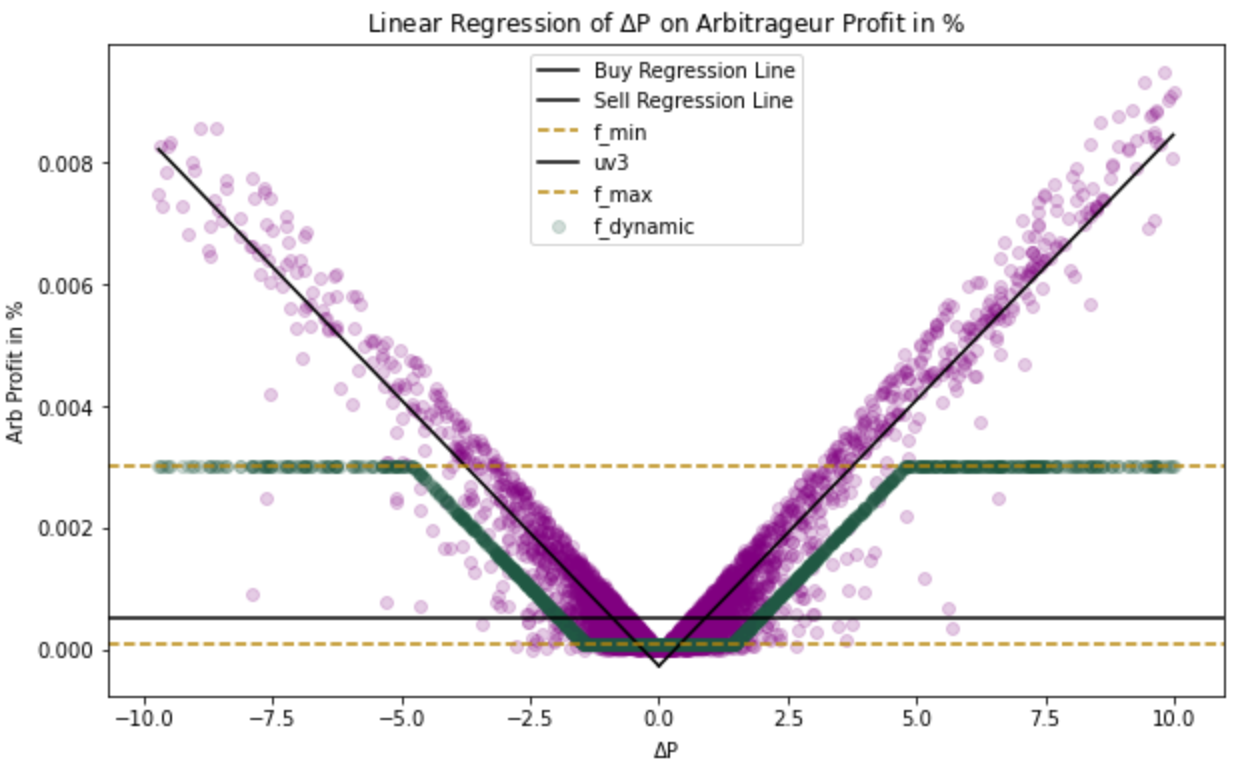 Linear Regression of ΔP on Arbitrageur Profit in %
Buy Regression Line
Sell Regression Line
f_min
uv3
f_max
f_dynamic
Arb Profit in %
0.008
0.006
0.004
0.002
0.000
−10.0 −7.5 −5.0 −2.5 0.0 2.5 5.0 7.5 10.0
ΔP